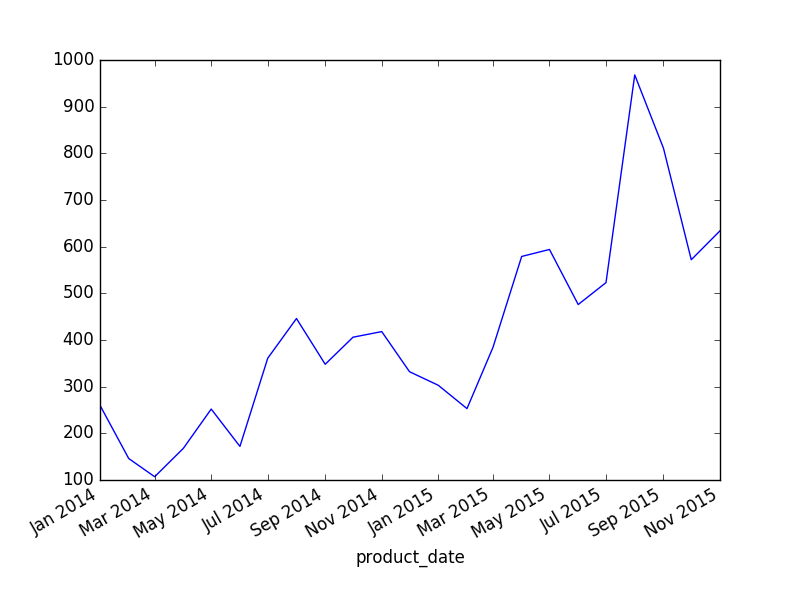 1000
900
800
700
600
500
400
300
200
100
Jan 2014
Mar 2014
May 2014
Jul 2014
Sep 2014
Nov 2014
Jan 2015
Mar 2015
May 2015
Jul 2015
Sep 2015
Nov 2015
product_date